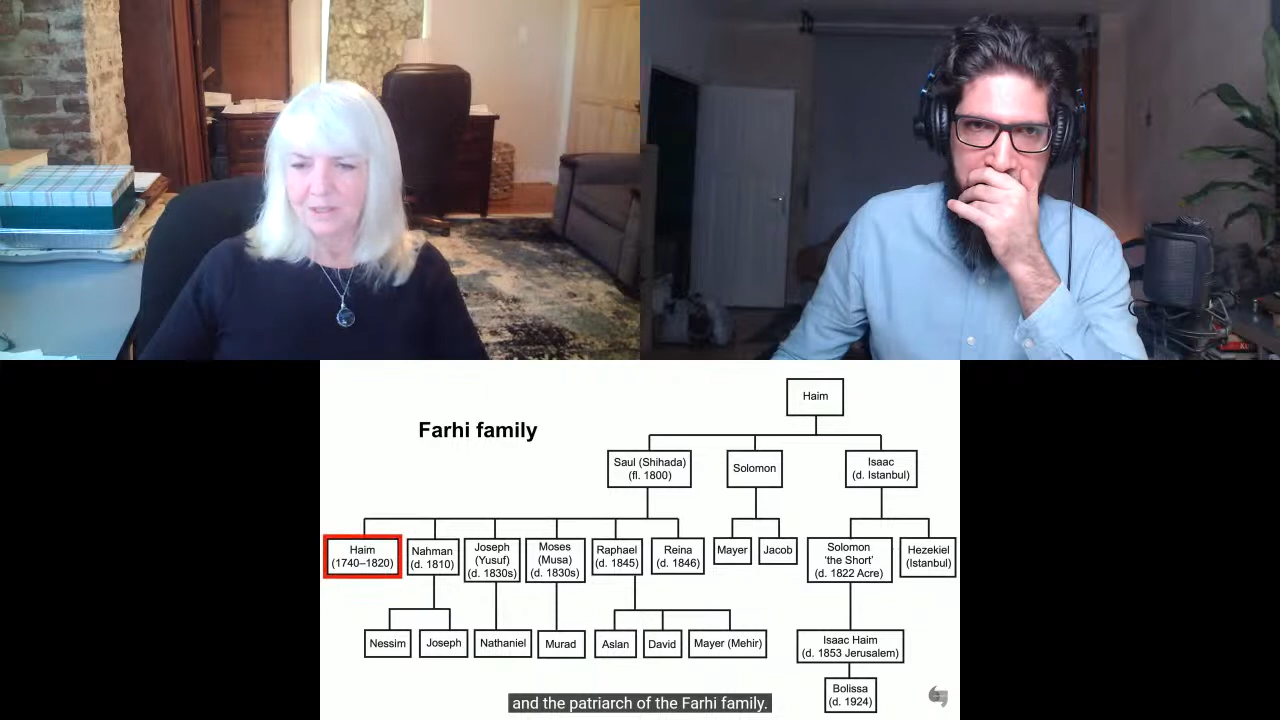 Haim
Farhi family
Saul (Shihada)
(fl. 1800)
Solomon
Isaac
(d. Istanbul)
Haim
(1740–1820)
Nahman
(d. 1810)
Joseph
(Yusuf)
(d. 1830s)
Moses
(Musa)
(d. 1830s)
Raphael
(d. 1845)
Reina
(d. 1846)
Mayer
Jacob
Solomon
'the Short'
(d. 1822 Acre)
Hezekiel
(Istanbul)
Nessim
Joseph
Nathaniel
Murad
Aslan
David
Mayer (Mehir)
Isaac Haim
(d. 1853 Jerusalem)
Bolissa
(d. 1924)
and the patriarch of the Farhi family.